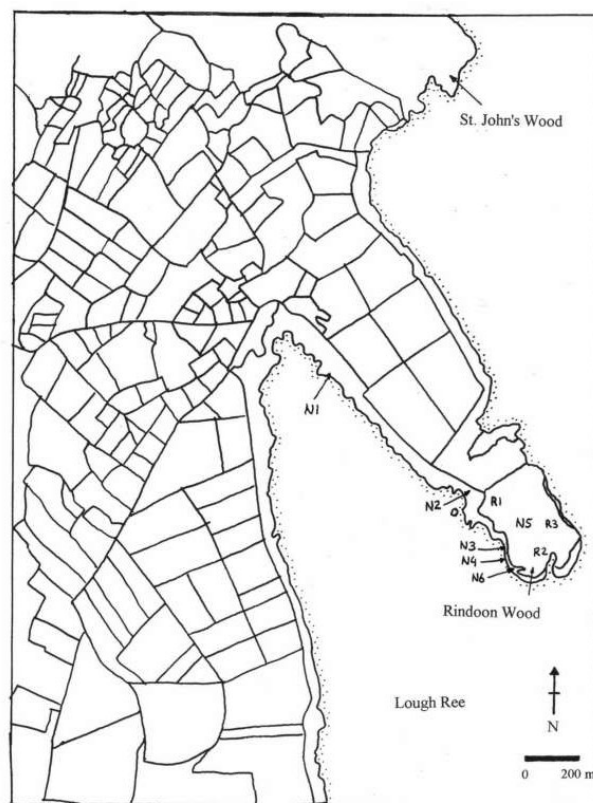 St. John's Wood
N1
N2
R1
N5
R3
N3
R2
N4
N6
Rindoon Wood
Lough Ree
N
0 200 m